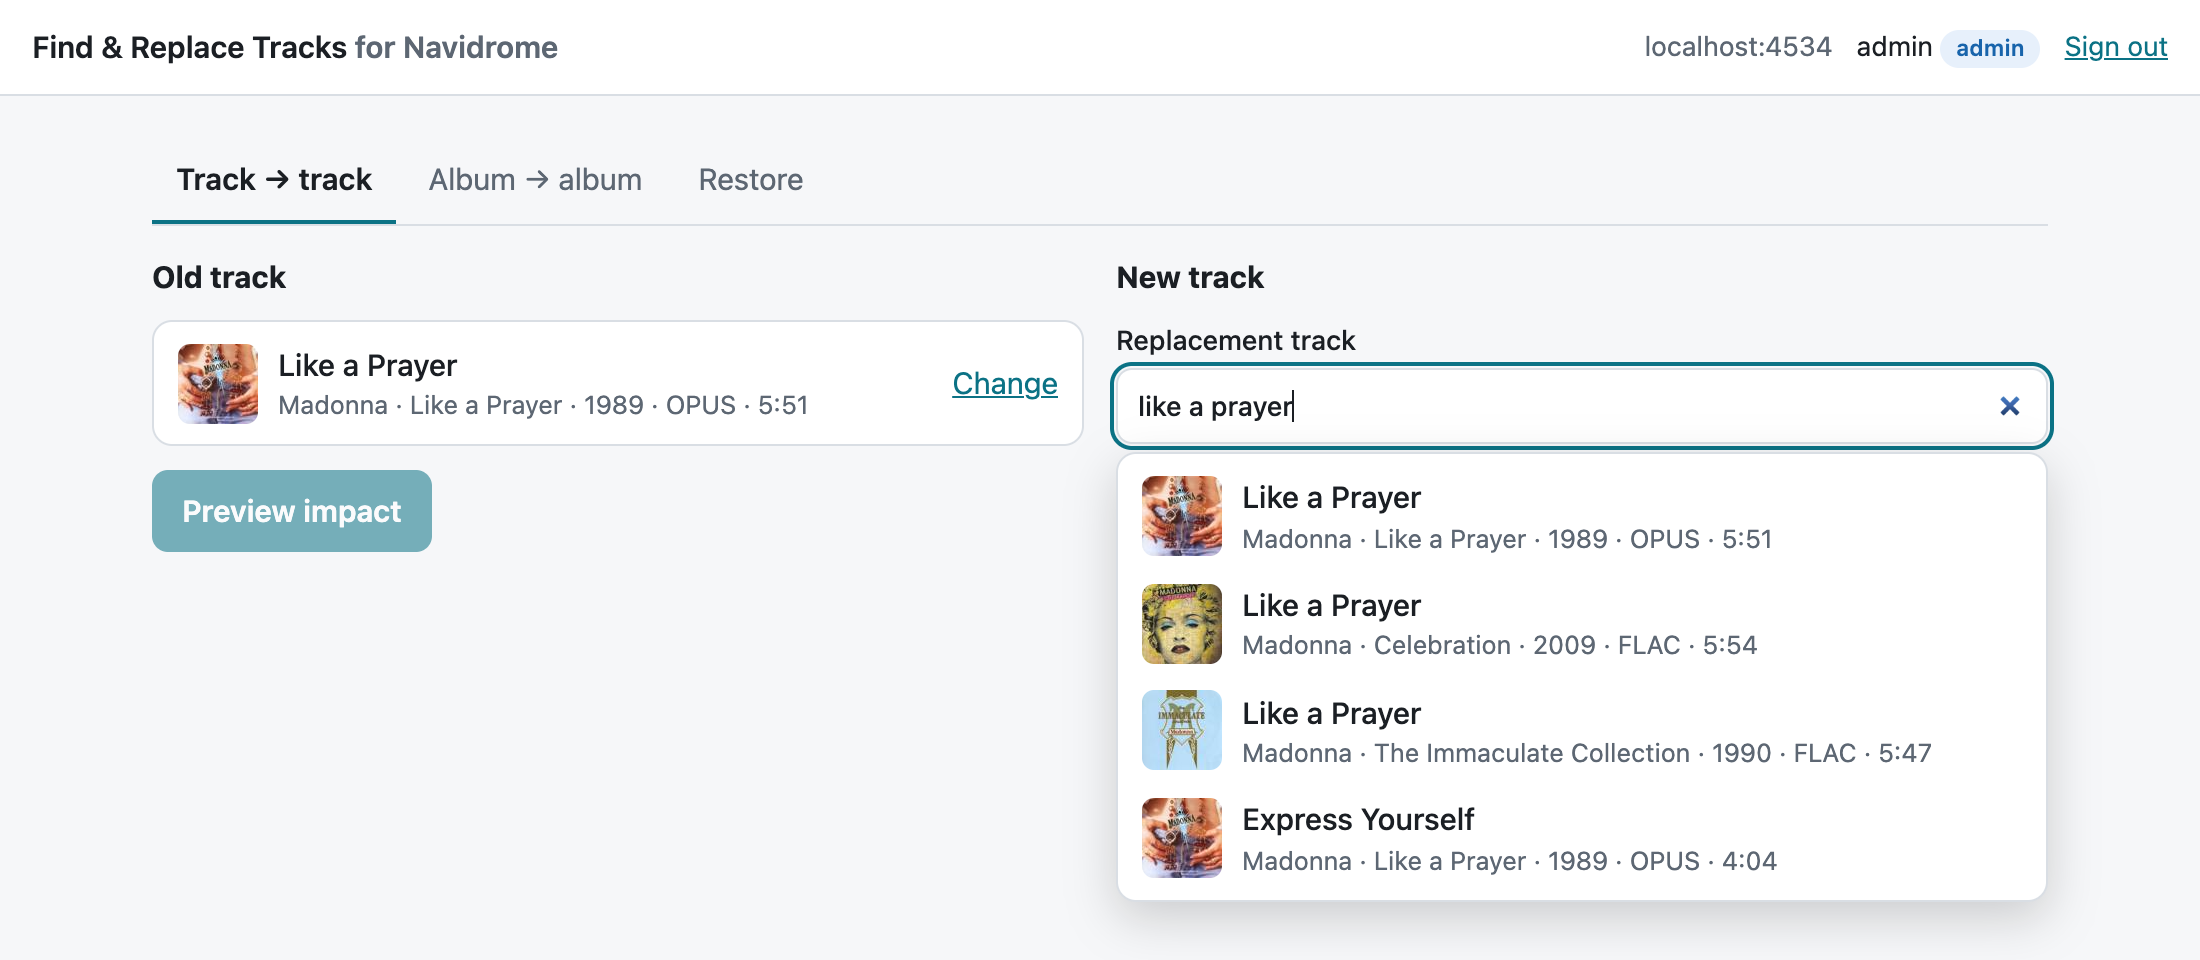 Find & Replace Tracks for Navidrome
localhost:4534 admin admin Sign out
Track → track Album → album Restore
Old track
Like a Prayer
Madonna · Like a Prayer · 1989 · OPUS · 5:51
Change
Preview impact
New track
Replacement track
like a prayer
Like a Prayer
Madonna · Like a Prayer · 1989 · OPUS · 5:51
Like a Prayer
Madonna · Celebration · 2009 · FLAC · 5:54
Like a Prayer
Madonna · The Immaculate Collection · 1990 · FLAC · 5:47
Express Yourself
Madonna · Like a Prayer · 1989 · OPUS · 4:04